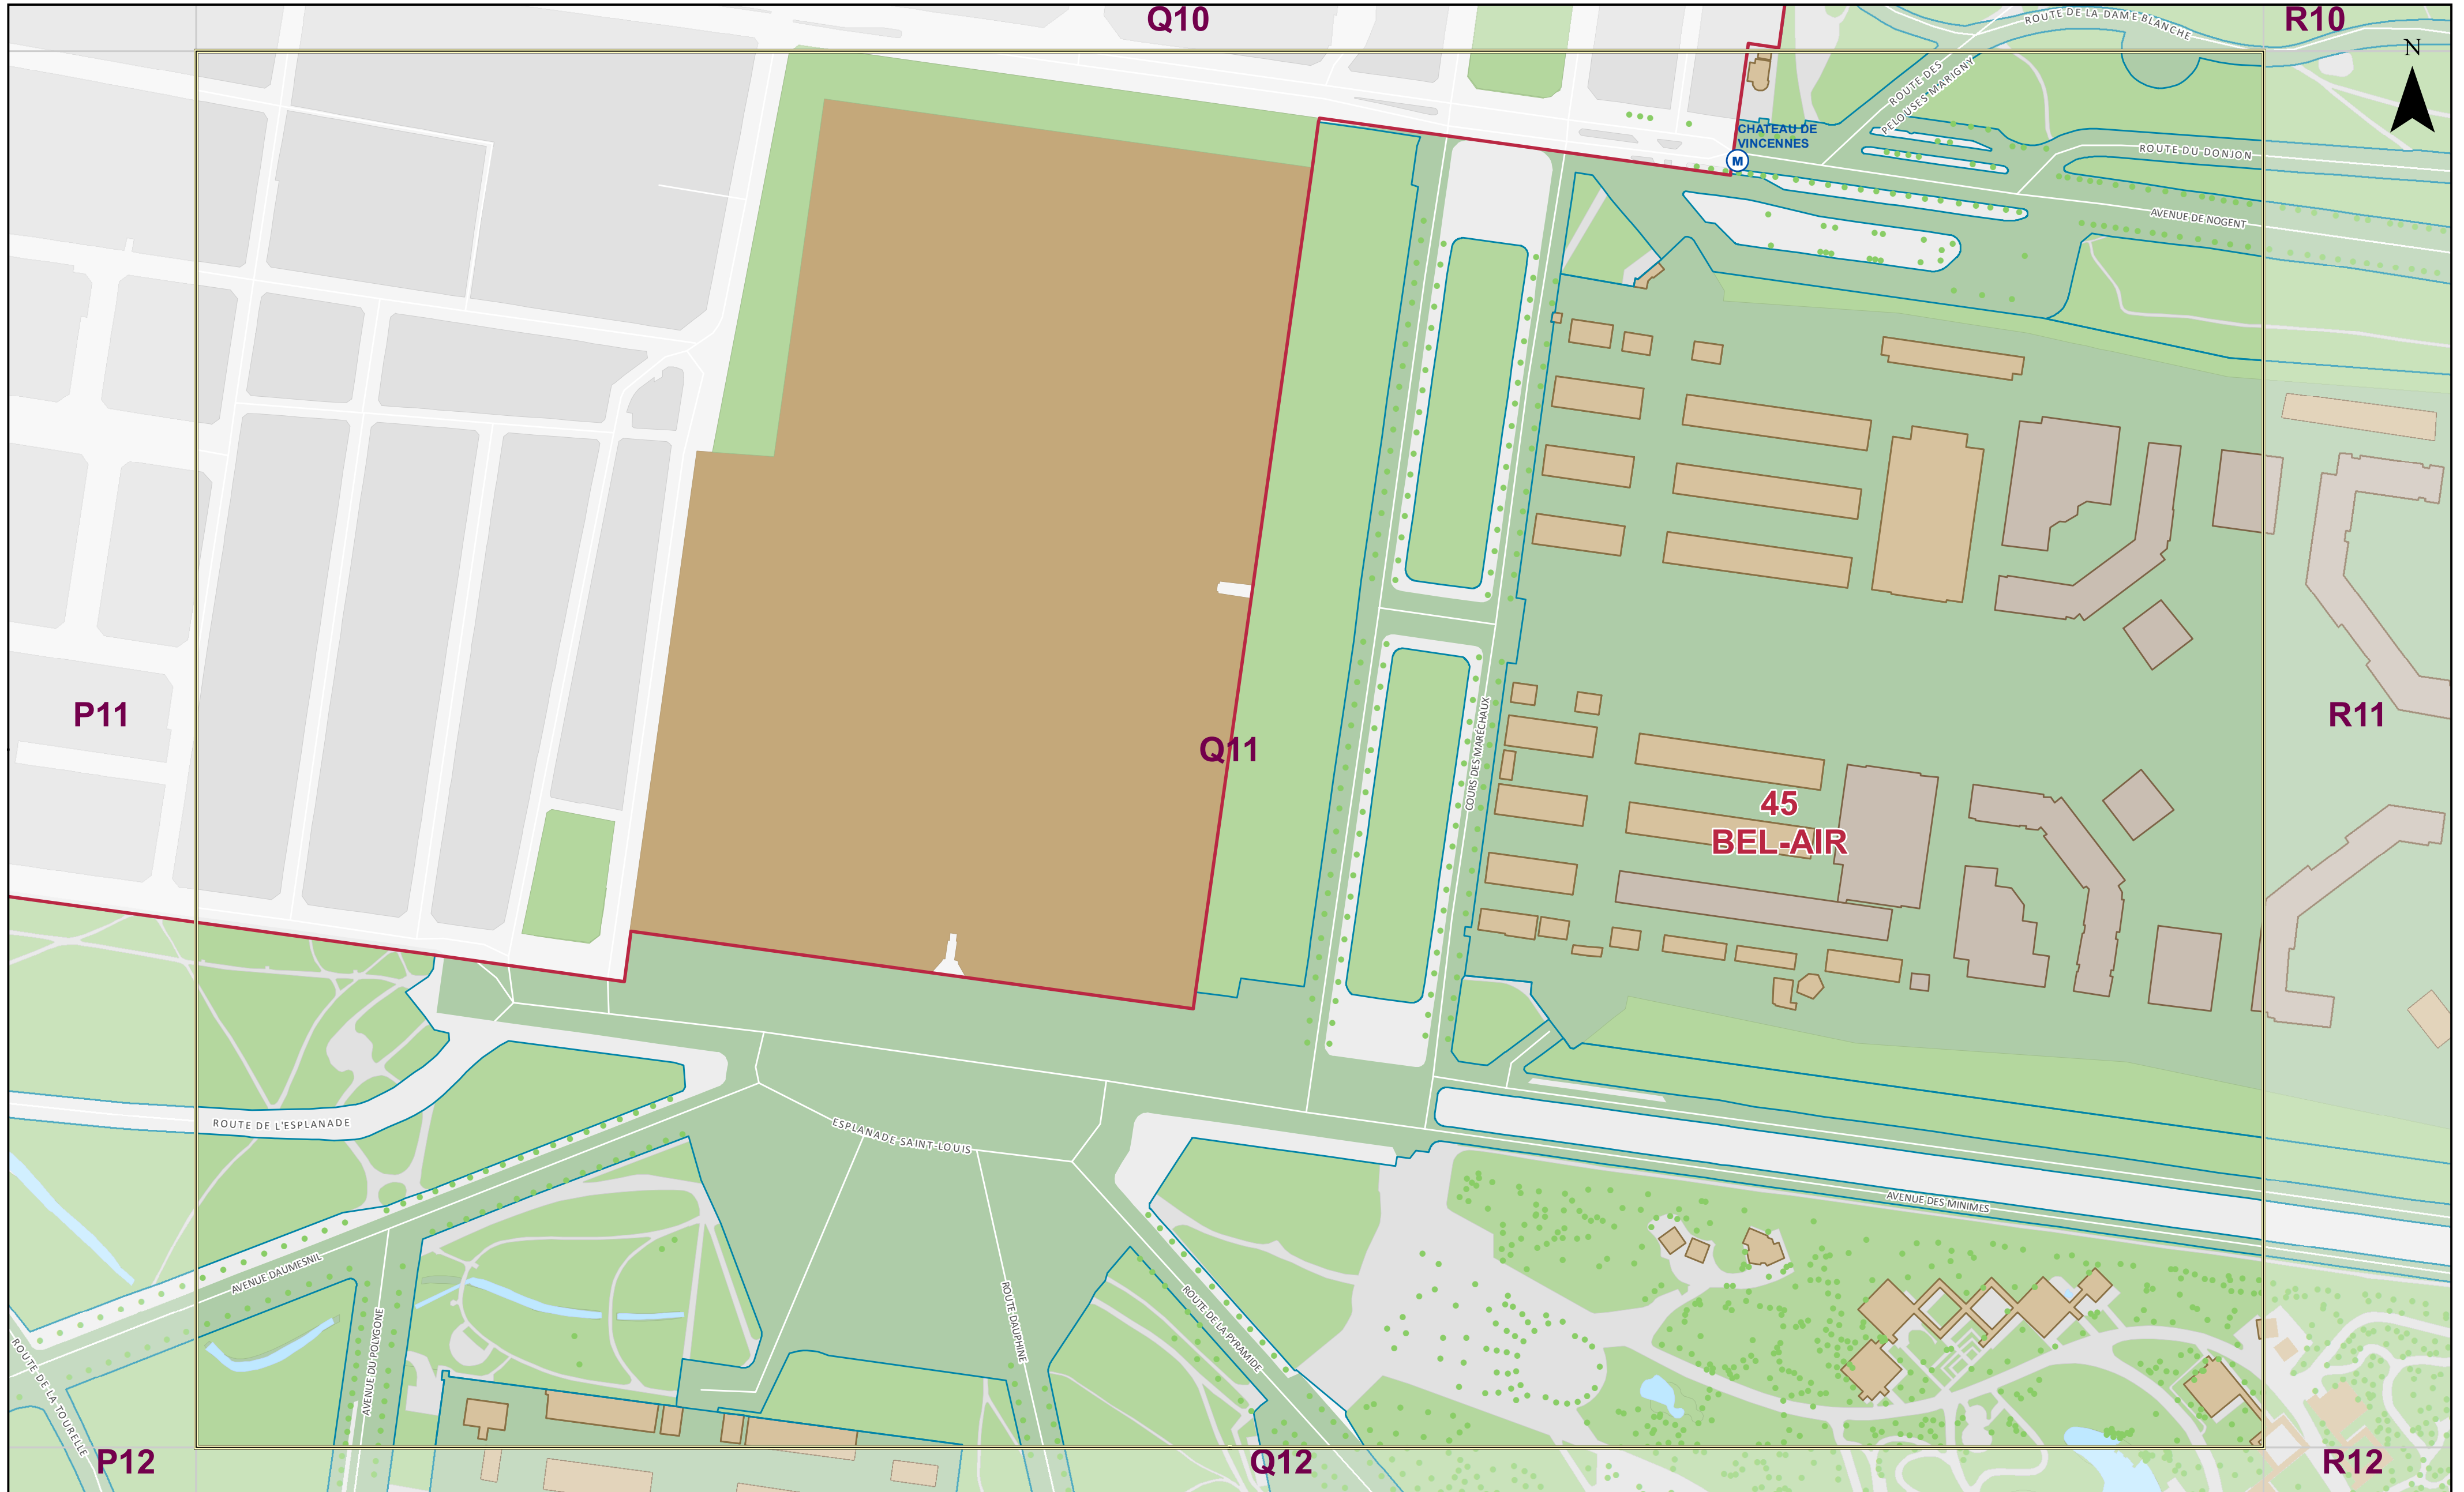 Q10
R10
ROUTE DE LA DAME BLANCHE
N
ROUTE DES
PELOUSES MARIGNY
CHATEAU DE
VINCENNES
M
ROUTE DU DONJON
AVENUE DE NOGENT
P11
Q11
R11
COURS DES MARÉCHAUX
45
BEL-AIR
ROUTE DE L'ESPLANADE
ESPLANADE SAINT-LOUIS
AVENUE DES MINIMES
AVENUE DAUMESNIL
AVENUE DU POLYGONE
ROUTE DAUPHINE
ROUTE DE LA PYRAMIDE
ROUTE DE LA TOURELLE
P12
Q12
R12